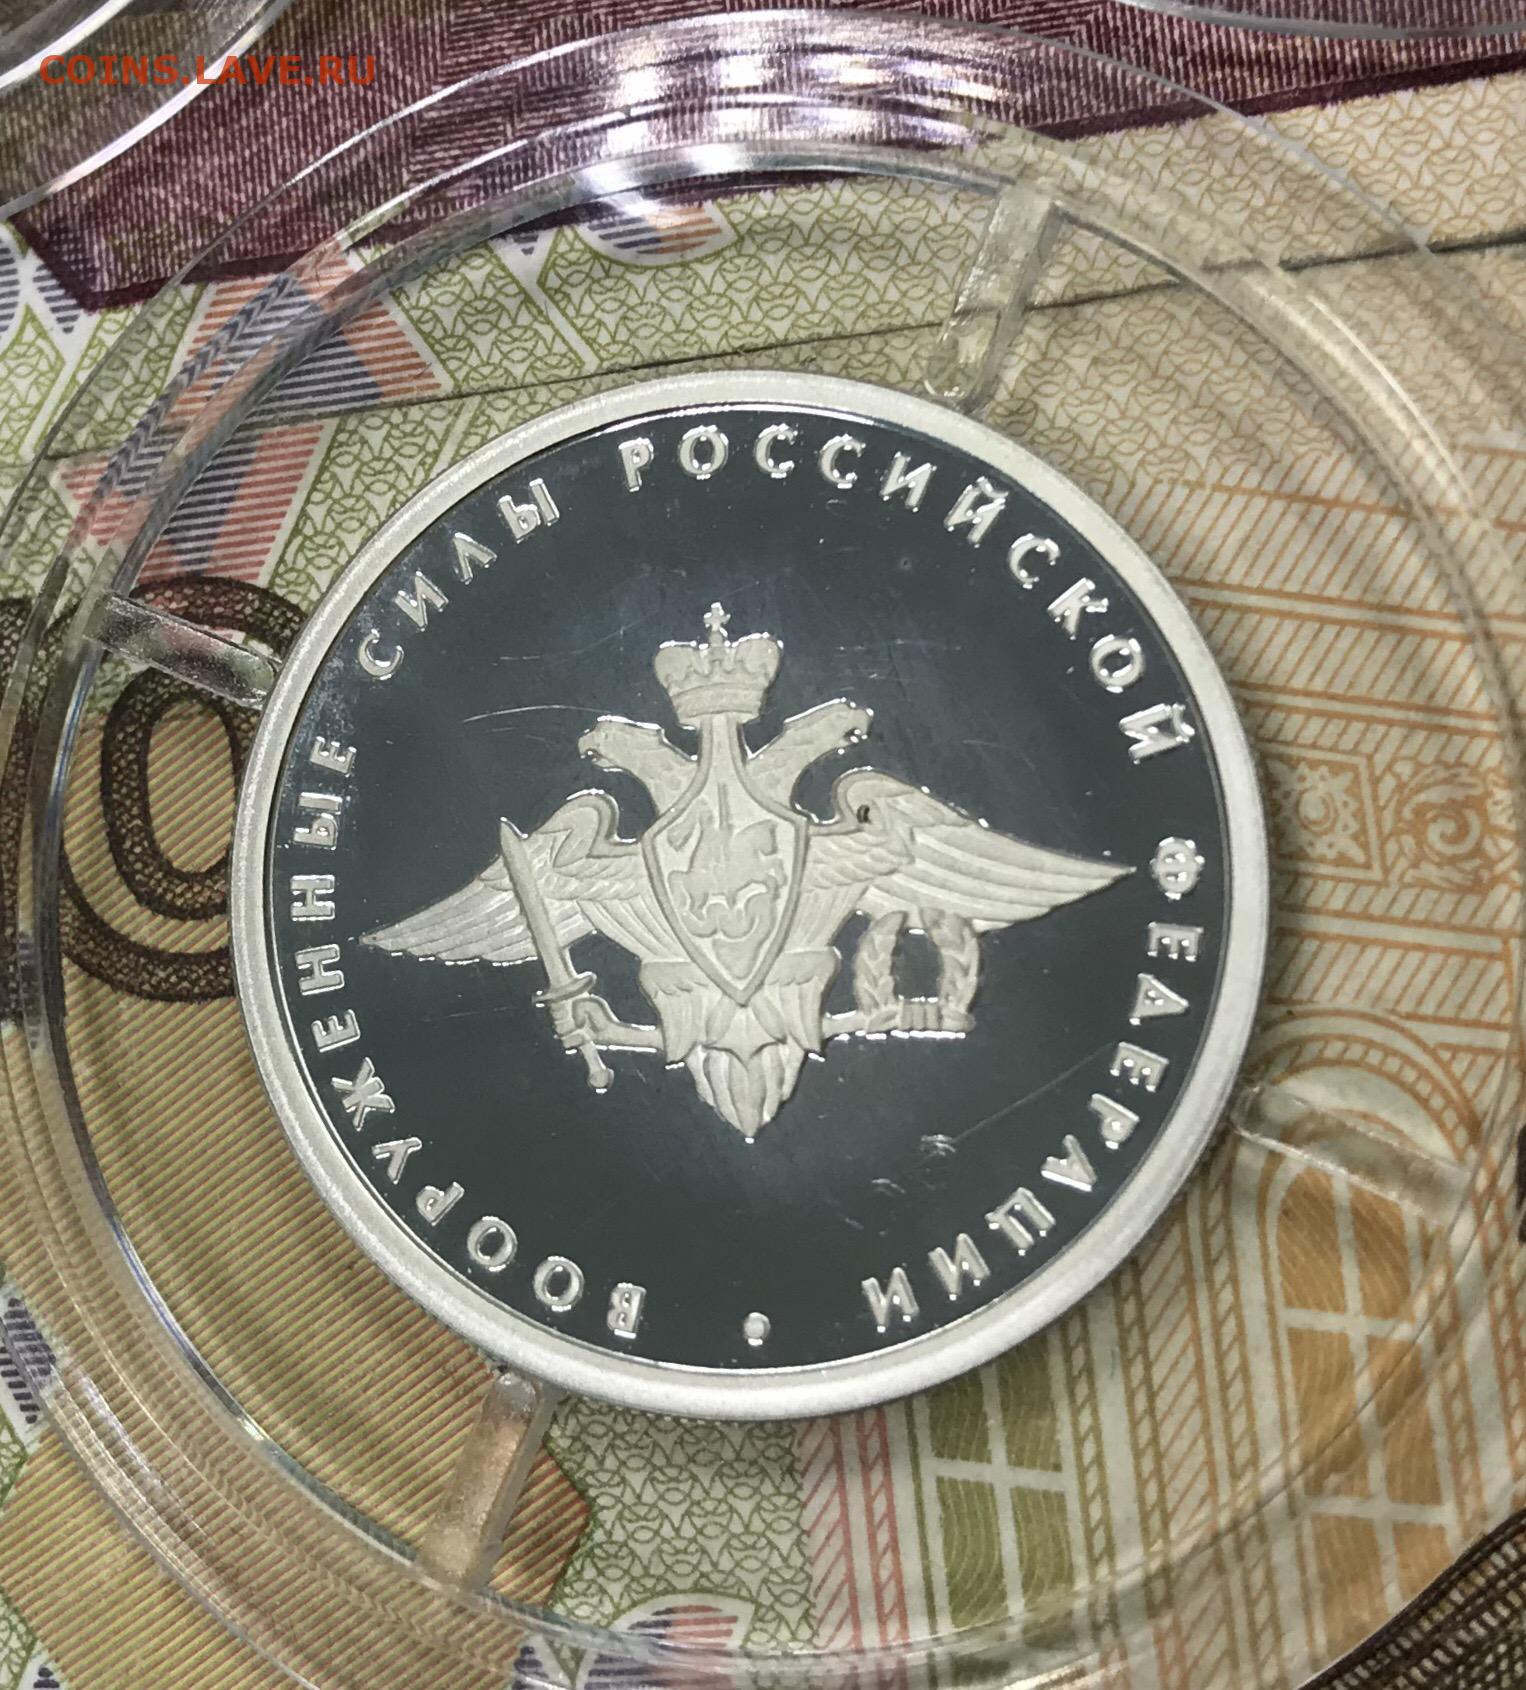 COINS.LAVE.RU
ВООРУЖЕННЫЕ СИЛЫ РОССИЙСКОЙ ФЕДЕРАЦИИ •